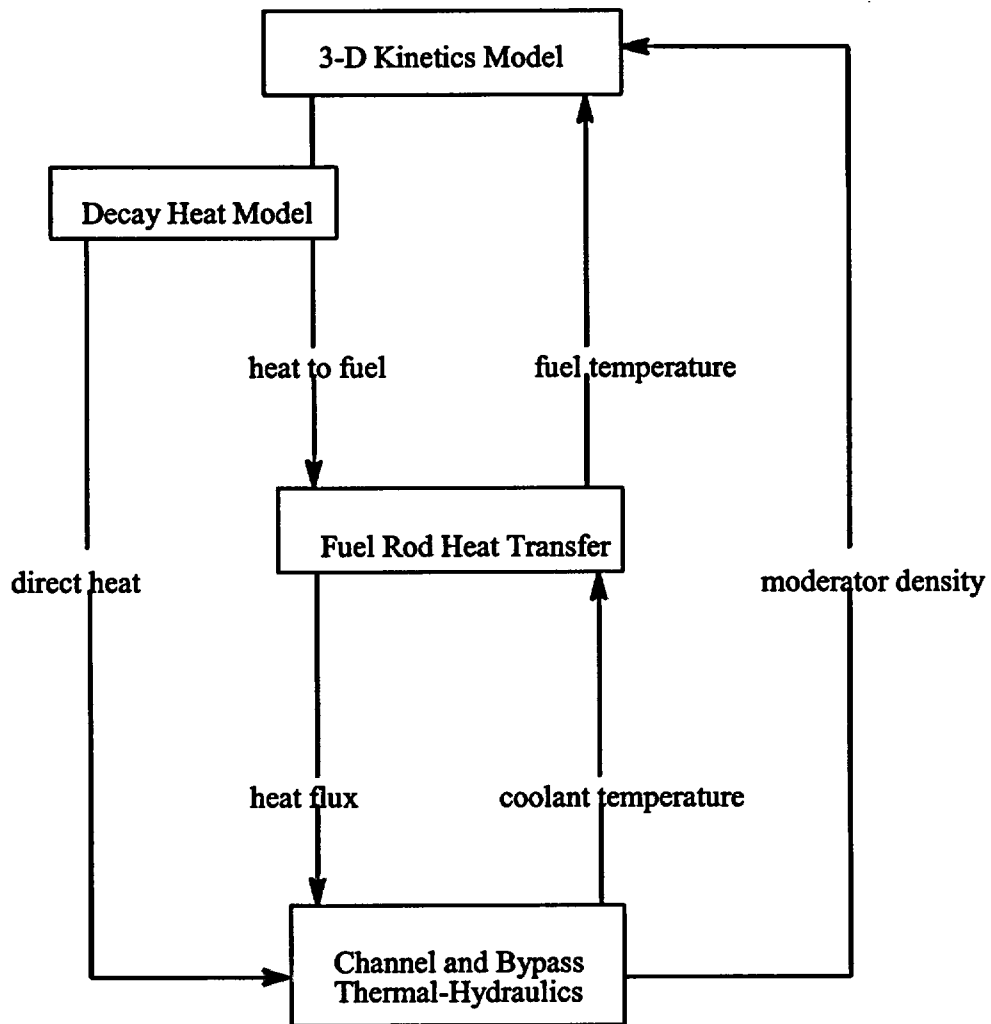 3-D Kinetics Model
Decay Heat Model
heat to fuel
fuel temperature
Fuel Rod Heat Transfer
direct heat
moderator density
heat flux
coolant temperature
Channel and Bypass
Thermal-Hydraulics